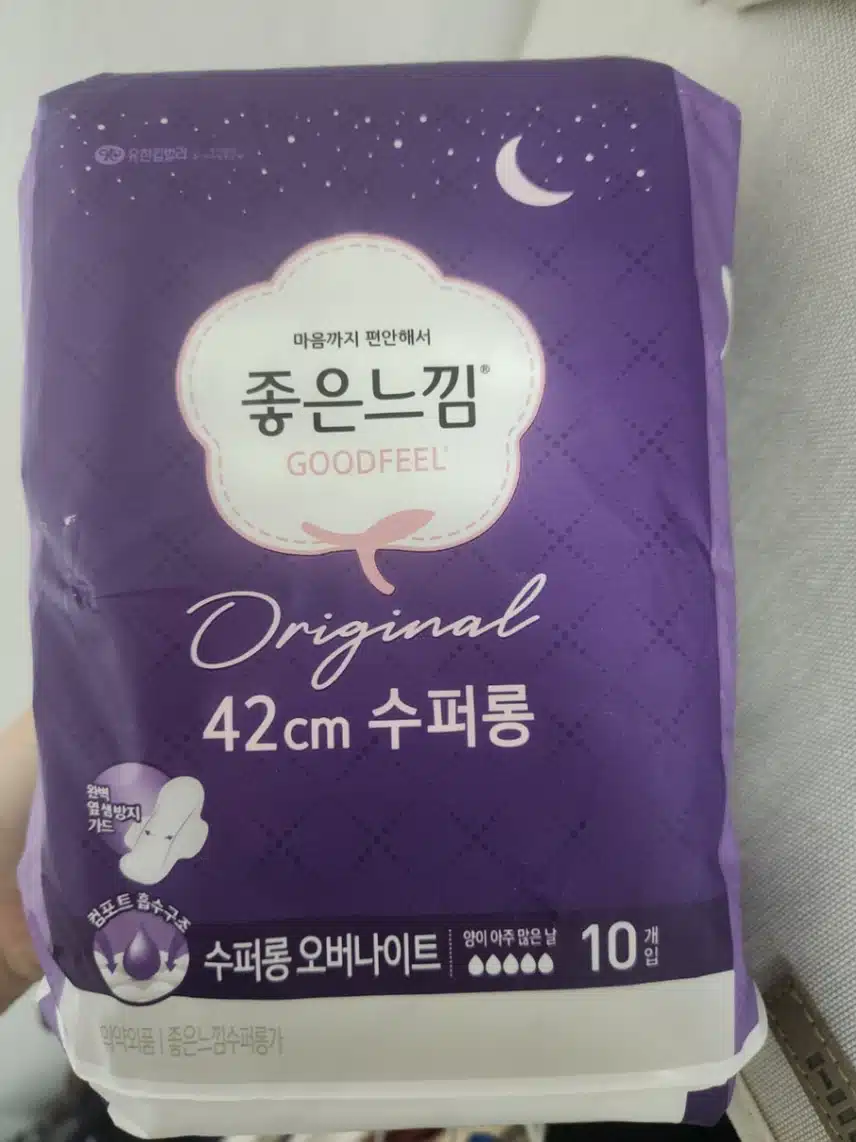 유한킴벌리
마음까지 편안해서
좋은느낌®
GOODFEEL
Original
42cm 수퍼롱
완벽
옆샘방지
가드
컴포트 흡수구조
수퍼롱 오버나이트
양이 아주 많은 날
10개입
의약외품 | 좋은느낌수퍼롱가